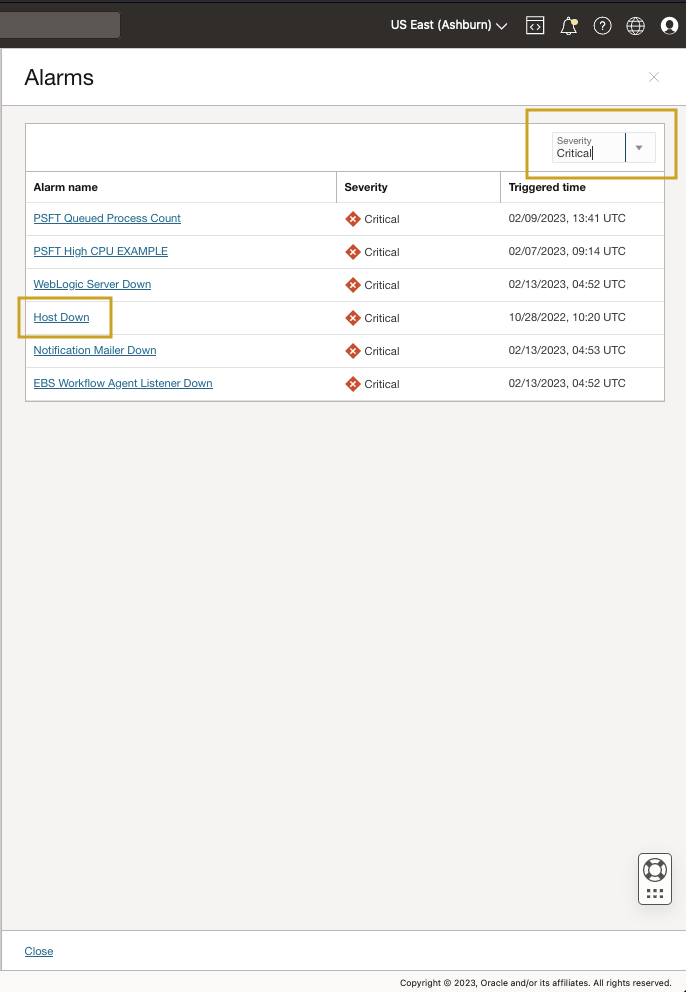 US East (Ashburn)
Alarms
Severity
Critical
Alarm name Severity Triggered time
PSFT Queued Process Count Critical 02/09/2023, 13:41 UTC
PSFT High CPU EXAMPLE Critical 02/07/2023, 09:14 UTC
WebLogic Server Down Critical 02/13/2023, 04:52 UTC
Host Down Critical 10/28/2022, 10:20 UTC
Notification Mailer Down Critical 02/13/2023, 04:53 UTC
EBS Workflow Agent Listener Down Critical 02/13/2023, 04:52 UTC
Close
Copyright © 2023, Oracle and/or its affiliates. All rights reserved.